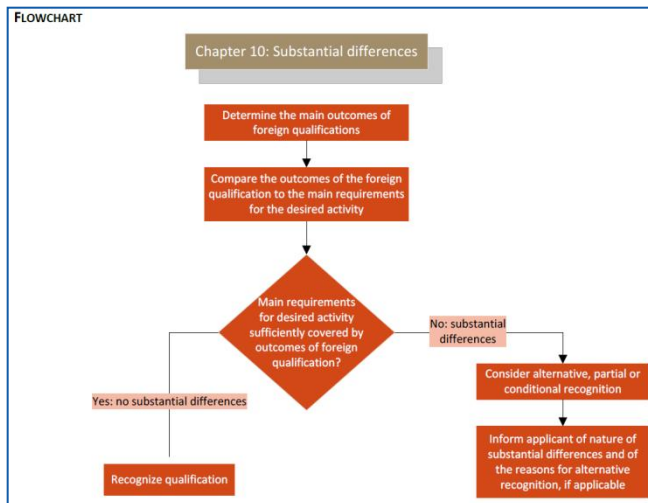 FLOWCHART
Chapter 10: Substantial differences
Determine the main outcomes of
foreign qualifications
Compare the outcomes of the foreign
qualification to the main requirements
for the desired activity
Main requirements
for desired activity
sufficiently covered by
outcomes of foreign
qualification?
No: substantial
differences
Yes: no substantial differences
Consider alternative, partial or
conditional recognition
Recognize qualification
Inform applicant of nature of
substantial differences and of
the reasons for alternative
recognition, if applicable